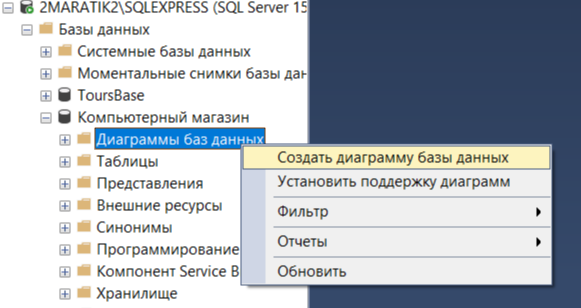 2MARATIK2\SQLEXPRESS (SQL Server 15
Базы данных
Системные базы данных
Моментальные снимки базы дан
ToursBase
Компьютерный магазин
Диаграммы баз данных
Создать диаграмму базы данных
Таблицы
Установить поддержку диаграмм
Представления
Внешние ресурсы
Фильтр
Синонимы
Отчеты
Программирование
Компонент Service B
Обновить
Хранилище